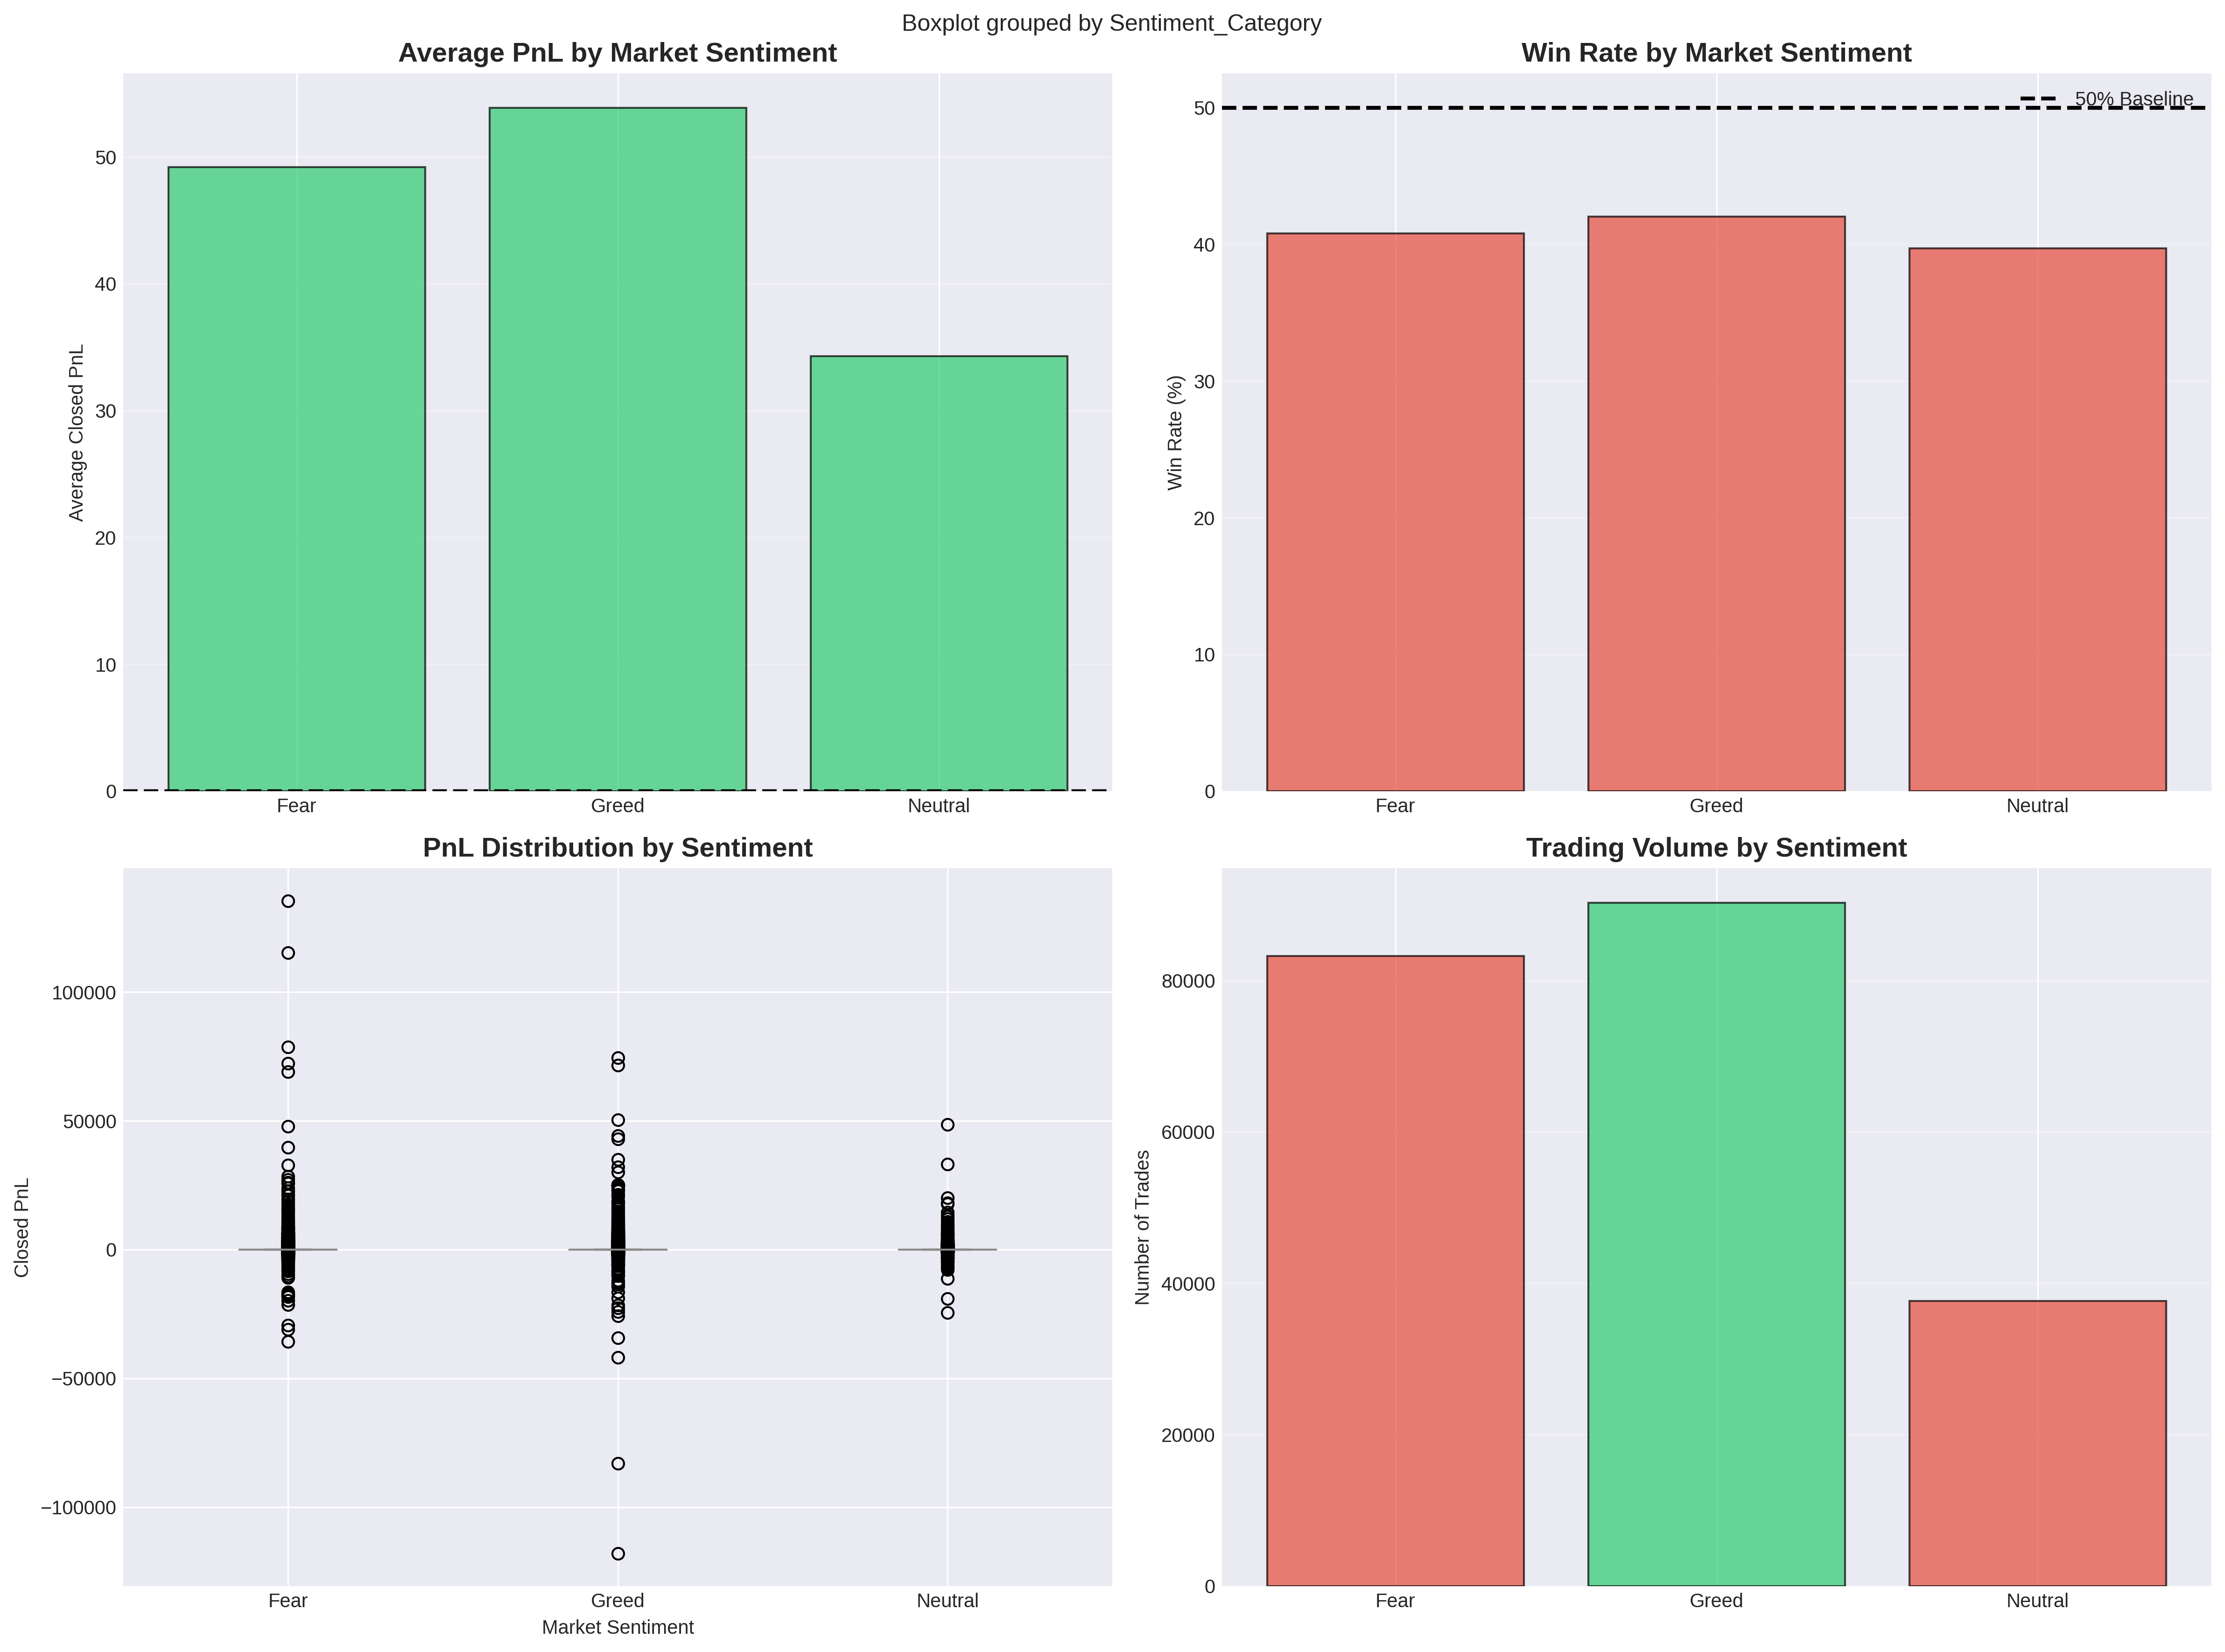 Boxplot grouped by Sentiment_Category
Average PnL by Market Sentiment
Average Closed PnL
50
40
30
20
10
0
Fear
Greed
Neutral
Win Rate by Market Sentiment
50% Baseline
Win Rate (%)
50
40
30
20
10
0
Fear
Greed
Neutral
PnL Distribution by Sentiment
Closed PnL
100000
50000
0
−50000
−100000
Fear
Greed
Neutral
Market Sentiment
Trading Volume by Sentiment
Number of Trades
80000
60000
40000
20000
0
Fear
Greed
Neutral